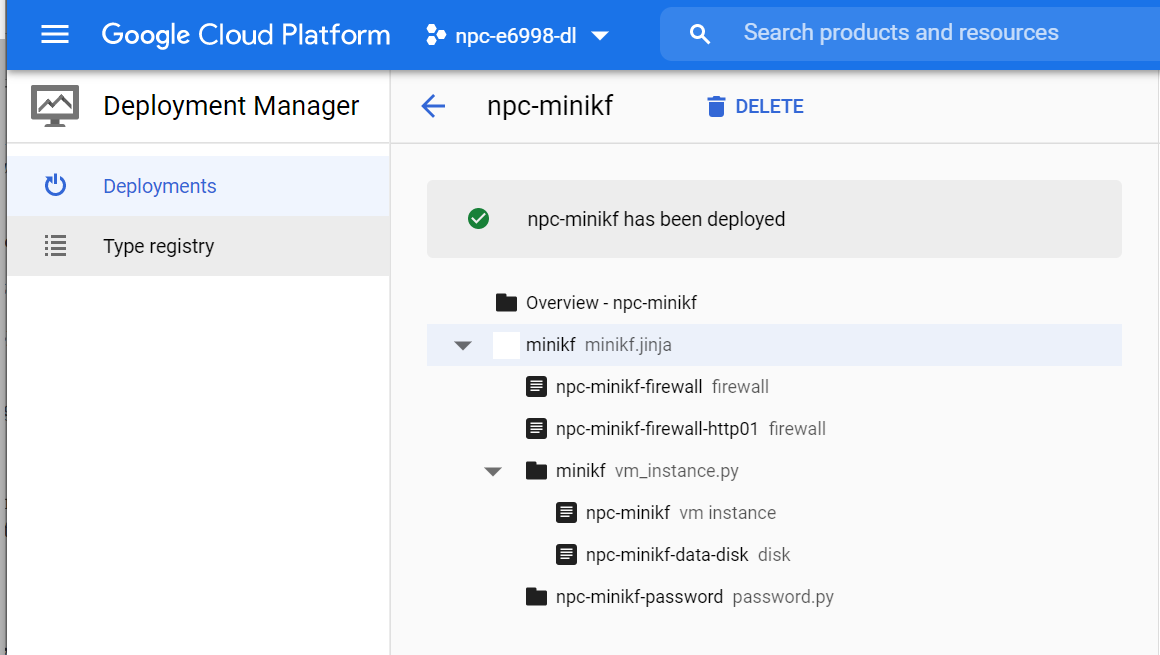 Google Cloud Platform npc-e6998-dl Search products and resources
Deployment Manager npc-minikf DELETE
Deployments
Type registry
npc-minikf has been deployed
Overview - npc-minikf
minikf minikf.jinja
npc-minikf-firewall firewall
npc-minikf-firewall-http01 firewall
minikf vm_instance.py
npc-minikf vm instance
npc-minikf-data-disk disk
npc-minikf-password password.py